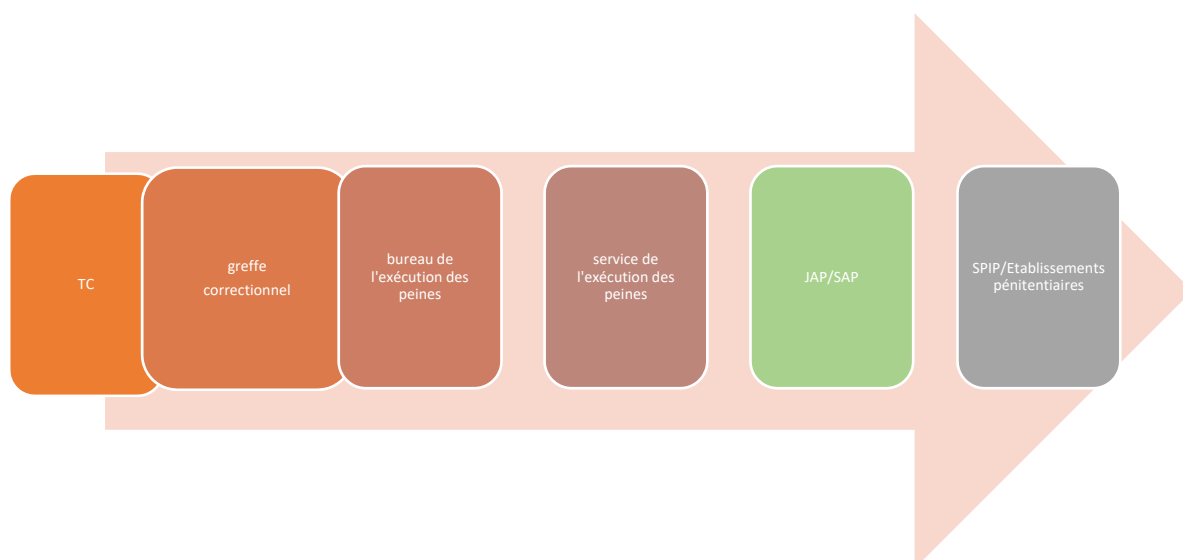 TC
greffe
correctionnel
bureau de
l'exécution des
peines
service de
l'exécution des
peines
JAP/SAP
SPIP/Etablissements
pénitentiaires